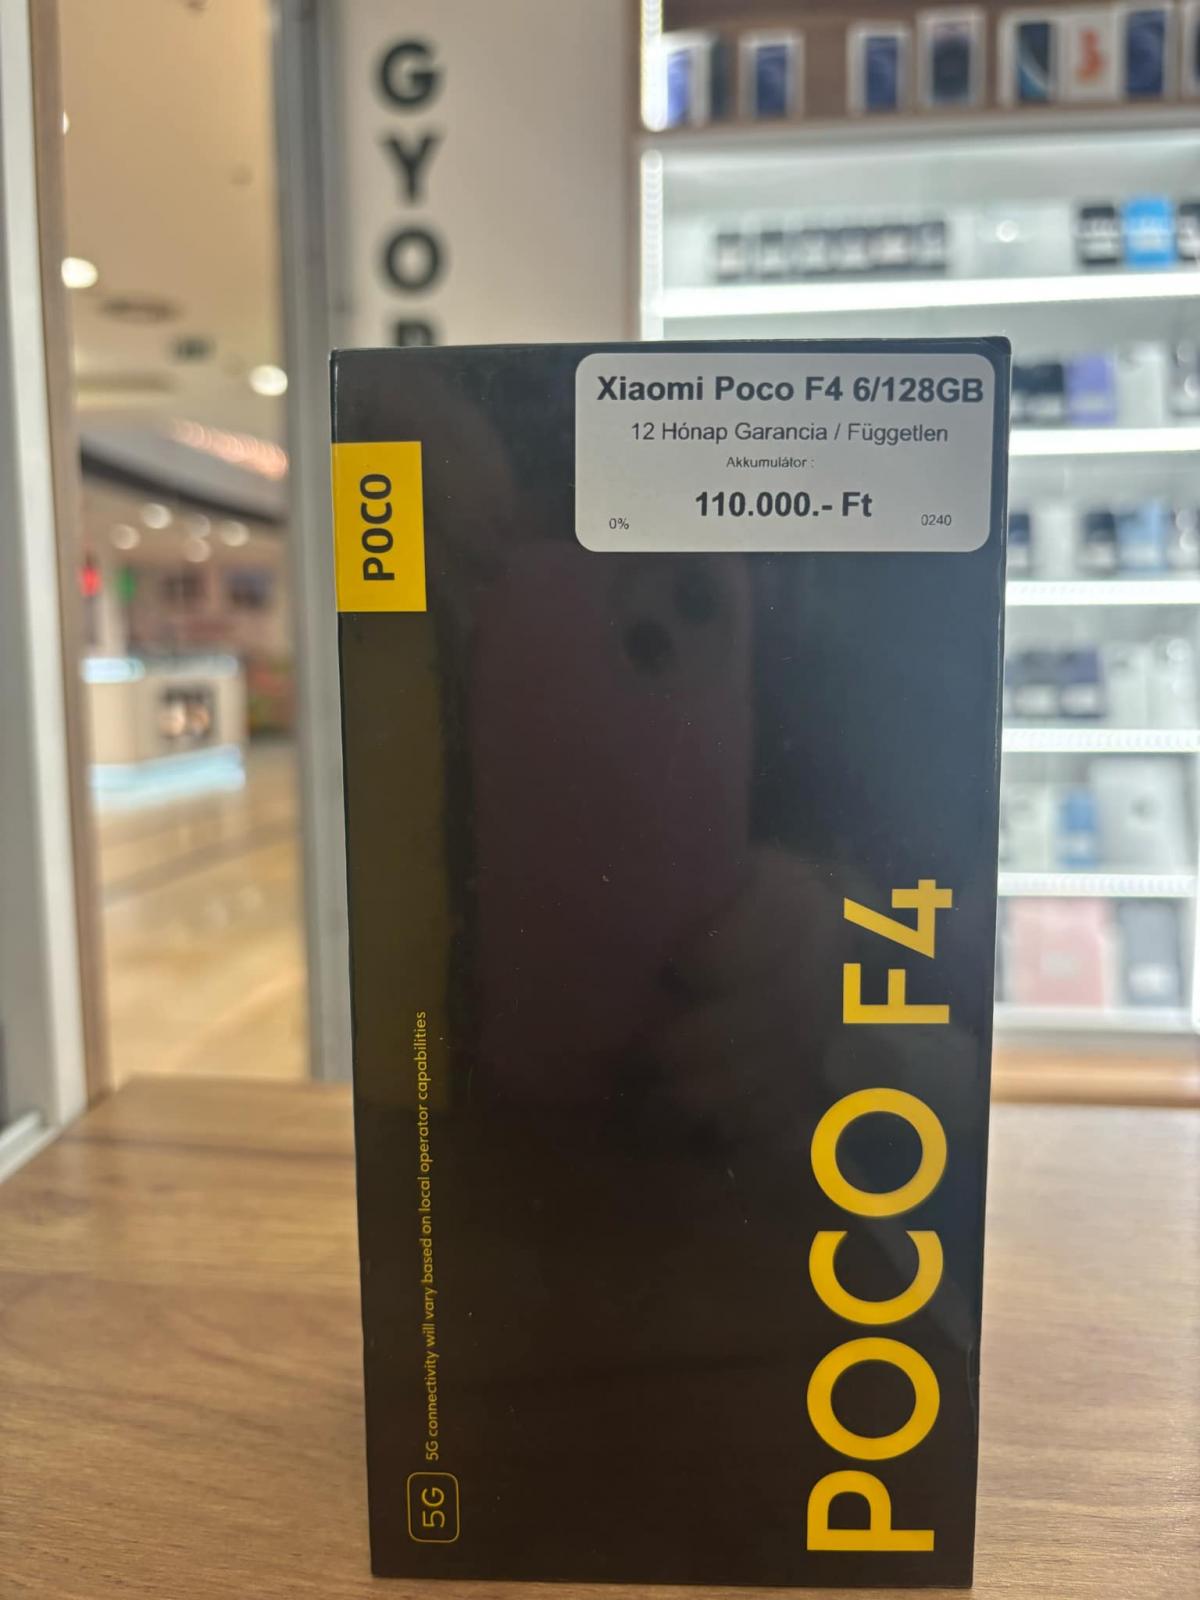 GYO
Xiaomi Poco F4 6/128GB
12 Hónap Garancia / Független
Akkumulátor :
110.000.- Ft
0%
0240
POCO
5G
5G connectivity will vary based on local operator capabilities
POCO F4